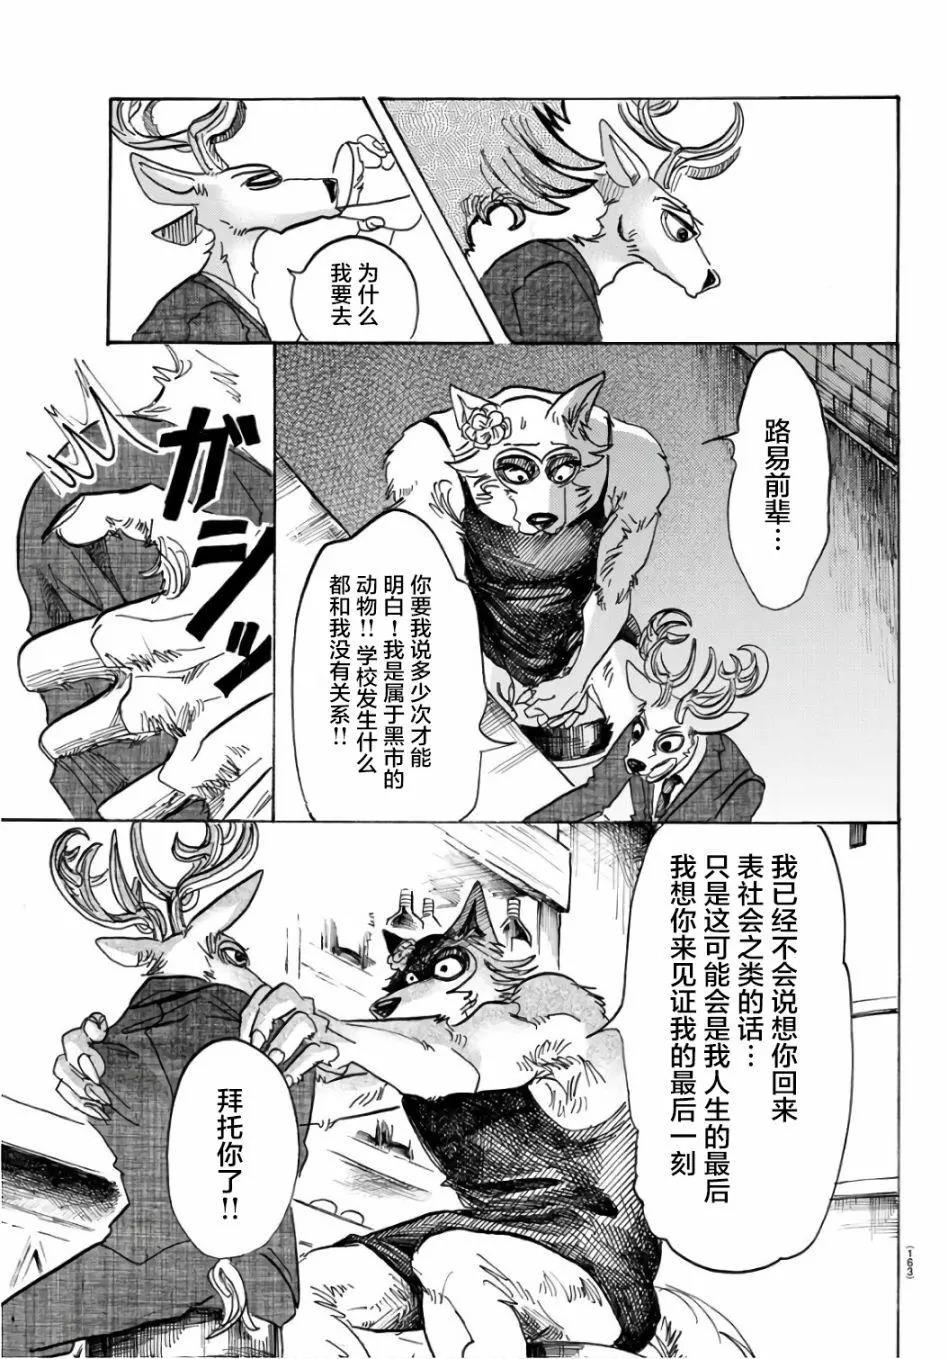 为什么
我要去
路易前辈…
你要我说多少次才能
明白！我是属于黑市的
动物!! 学校发生什么
都和我没有关系!!
ガシッ
我已经不会说想你回来
表社会之类的话…
只是这可能会是我人生的最后
我想你来见证我的最后一刻
拜托你了!!
(163)